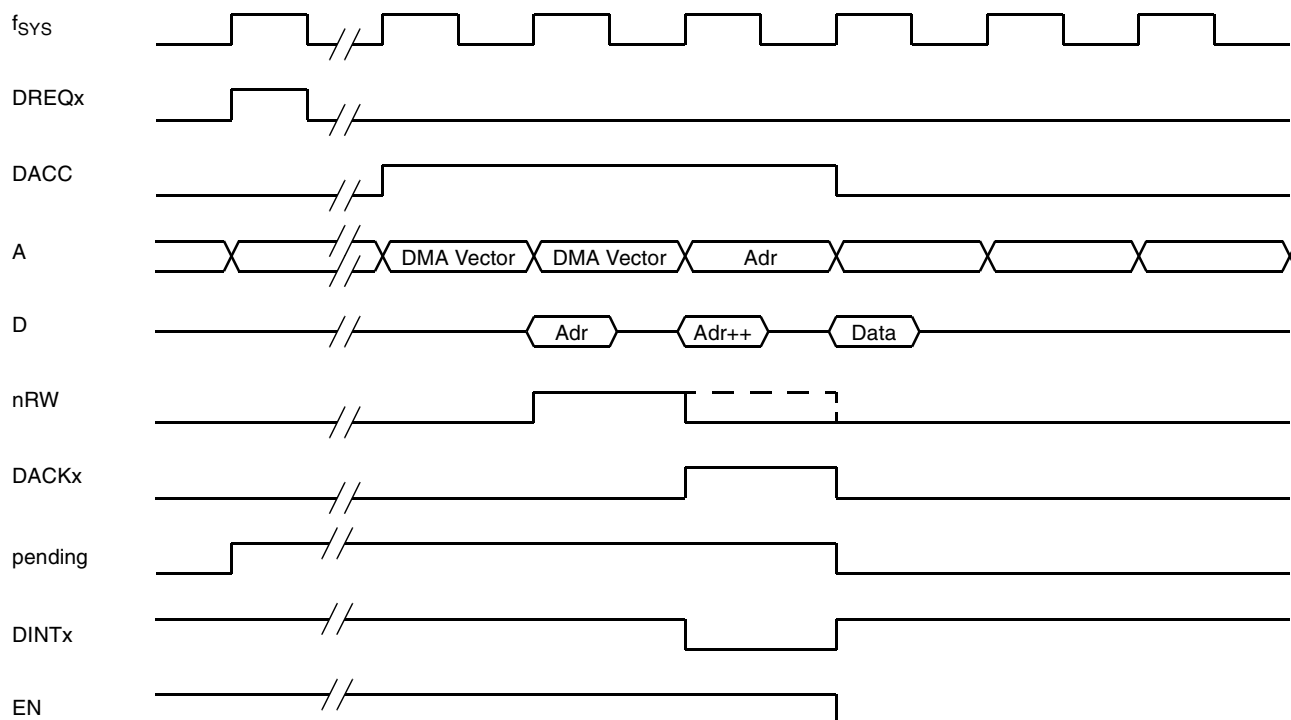 fSYS
DREQx
DACC
A
DMA Vector DMA Vector Adr
D
Adr Adr++ Data
nRW
DACKx
pending
DINTx
EN